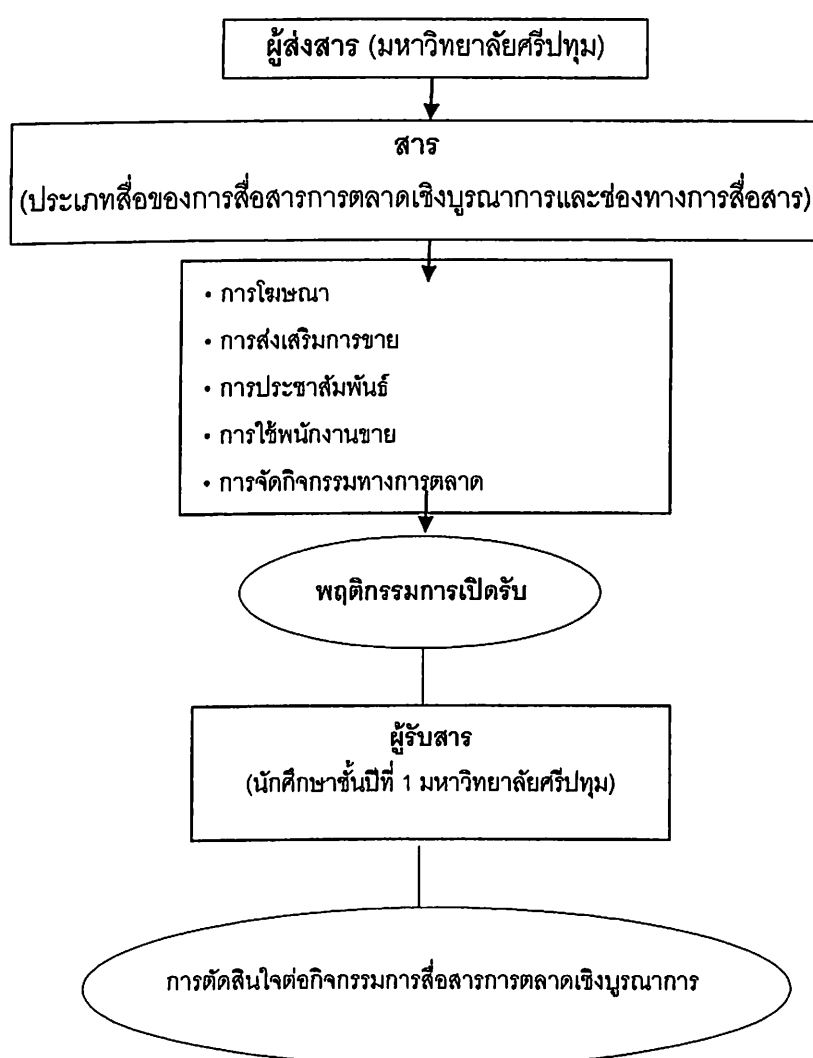 ผู้ส่งสาร (มหาวิทยาลัยศรีปทุม)
สาร
(ประเภทสื่อของการสื่อสารการตลาดเชิงบูรณาการและช่องทางการสื่อสาร)
• การโฆษณา
• การส่งเสริมการขาย
• การประชาสัมพันธ์
• การใช้พนักงานขาย
• การจัดกิจกรรมทางการตลาด
พฤติกรรมการเปิดรับ
ผู้รับสาร
(นักศึกษาชั้นปีที่ 1 มหาวิทยาลัยศรีปทุม)
การตัดสินใจต่อกิจกรรมการสื่อสารการตลาดเชิงบูรณาการ